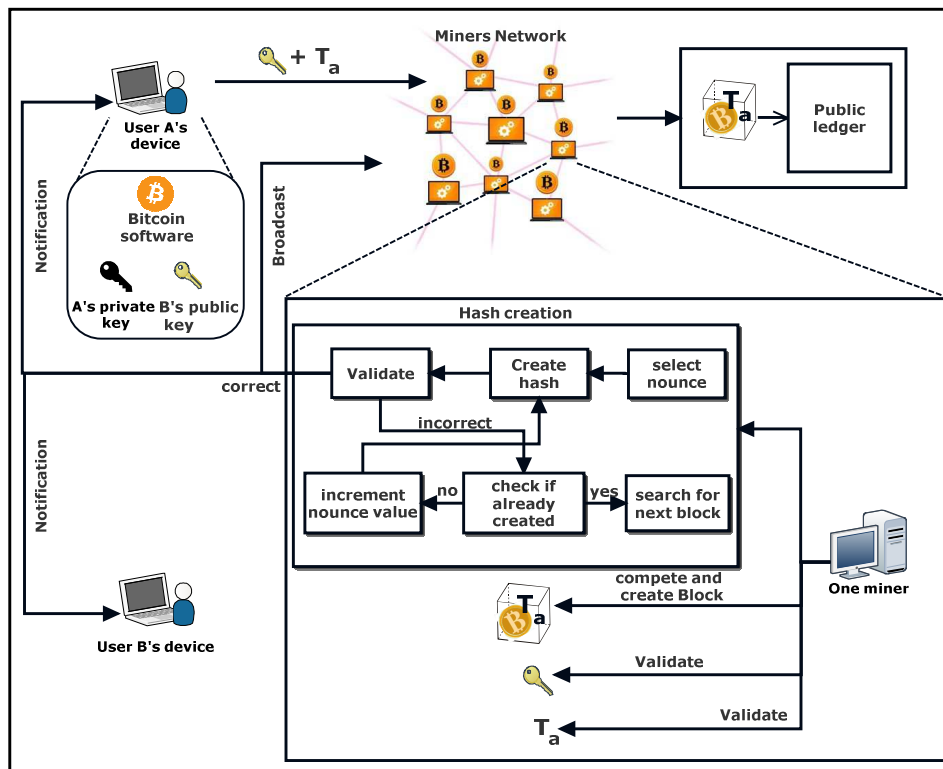 Miners Network
+ Ta
User A's
device
Notification
Bitcoin
software
A's private
key
B's public
key
Broadcast
Ta
Public
ledger
Hash creation
Validate
Create
hash
select
nounce
correct
incorrect
increment
nounce value
no
check if
already
created
yes
search for
next block
Notification
User B's device
One miner
compete and
create Block
Ta
Validate
Validate
Ta